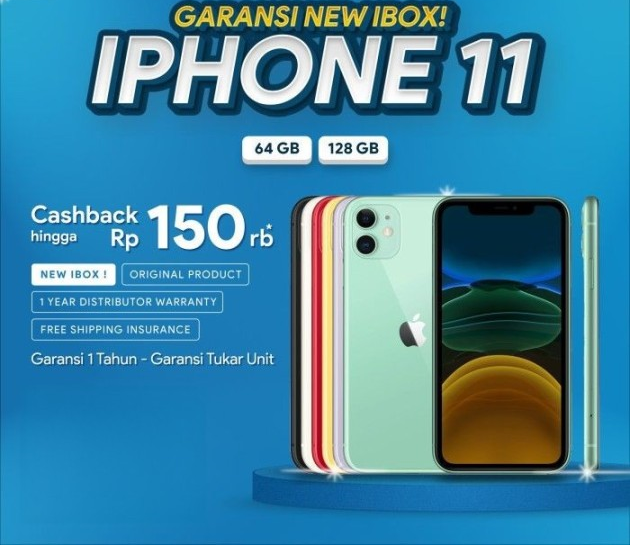 GARANSI NEW IBOX!
IPHONE 11
64 GB 128 GB
Cashback
hingga Rp 150 rb*
NEW IBOX ! ORIGINAL PRODUCT
1 YEAR DISTRIBUTOR WARRANTY
FREE SHIPPING INSURANCE
Garansi 1 Tahun - Garansi Tukar Unit